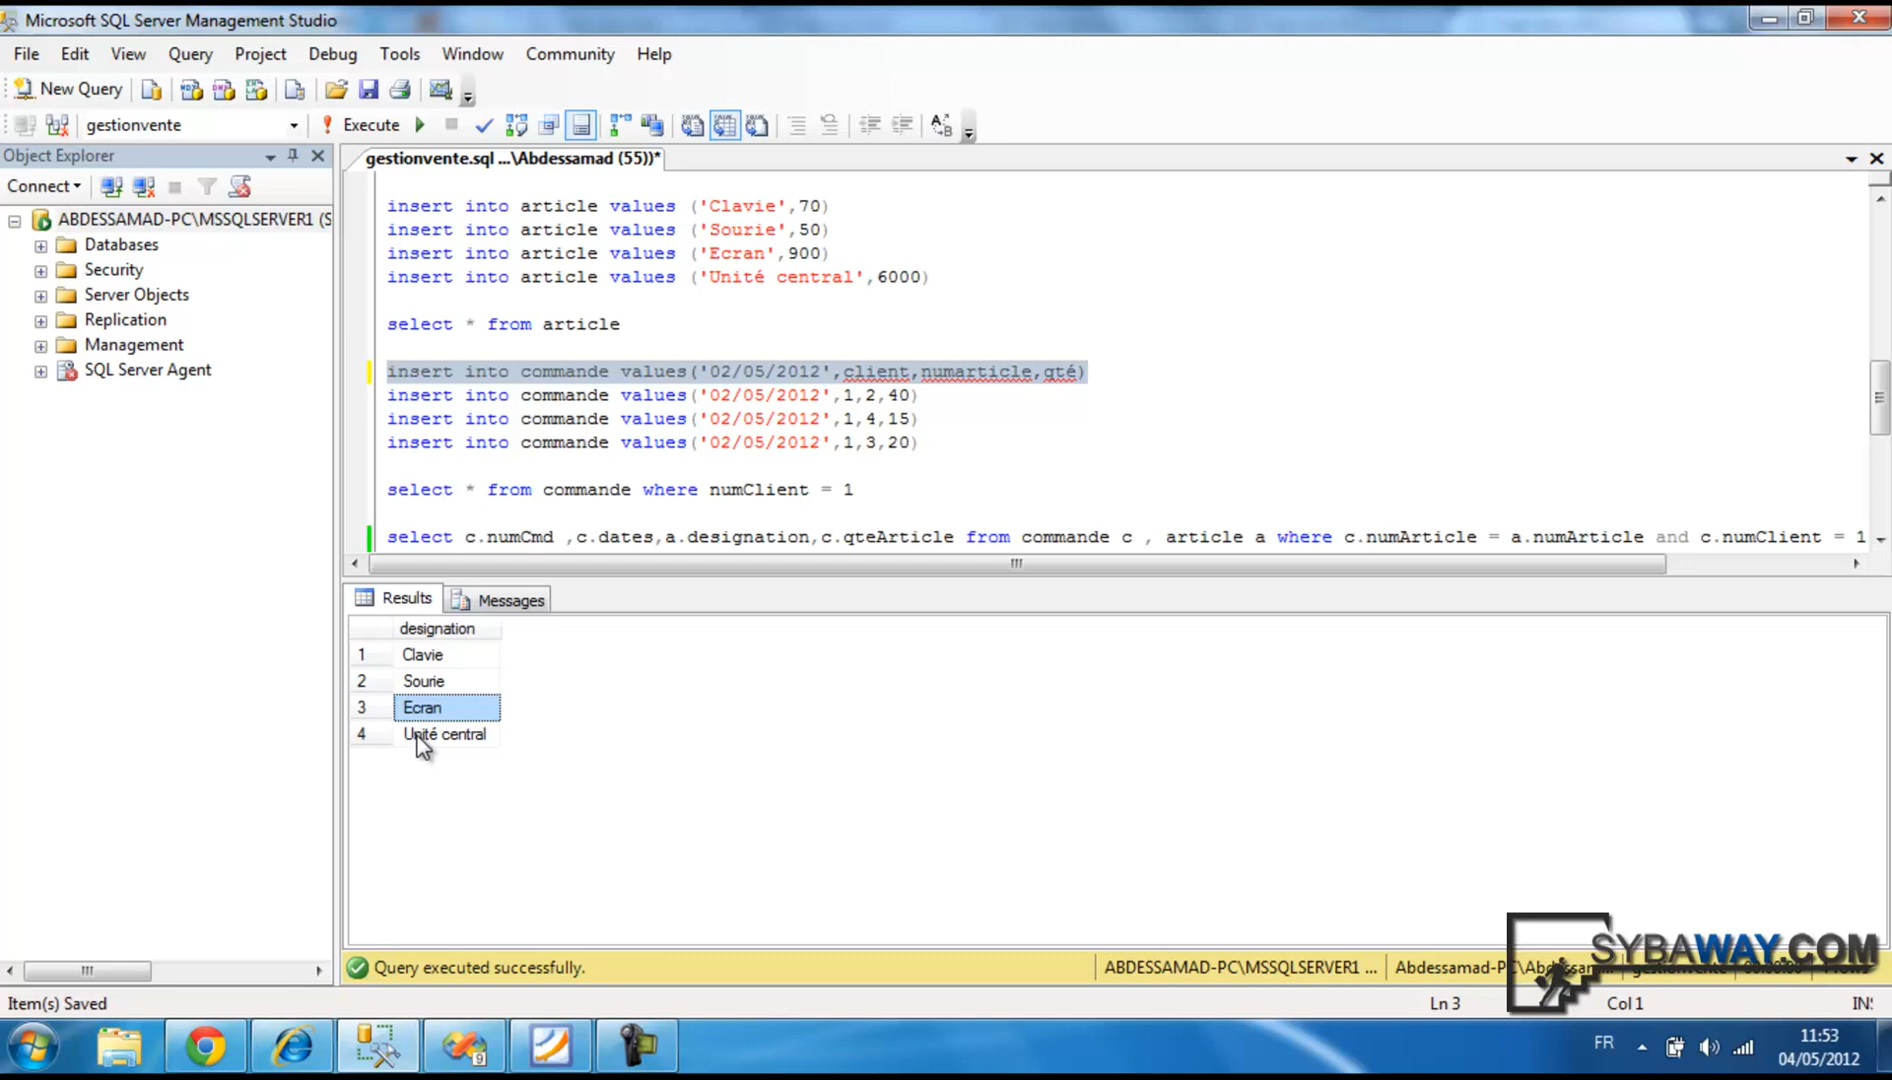 Microsoft SQL Server Management Studio
File Edit View Query Project Debug Tools Window Community Help
New Query
gestionvente Execute
Object Explorer
gestionvente.sql ...\Abdessamad (55))*
Connect
ABDESSAMAD-PC\MSSQLSERVER1 (S
Databases
Security
Server Objects
Replication
Management
SQL Server Agent
insert into article values ('Clavie',70)
insert into article values ('Sourie',50)
insert into article values ('Ecran',900)
insert into article values ('Unité central',6000)
select * from article
insert into commande values('02/05/2012',client,numarticle,qté)
insert into commande values('02/05/2012',1,2,40)
insert into commande values('02/05/2012',1,4,15)
insert into commande values('02/05/2012',1,3,20)
select * from commande where numClient = 1
select c.numCmd ,c.dates,a.designation,c.qteArticle from commande c , article a where c.numArticle = a.numArticle and c.numClient = 1
Results Messages
designation
1 Clavie
2 Sourie
3 Ecran
4 Unité central
Query executed successfully.
ABDESSAMAD-PC\MSSQLSERVER1 ...
SYBAWAY.COM
Item(s) Saved
Ln 3 Col 1
FR
11:53
04/05/2012